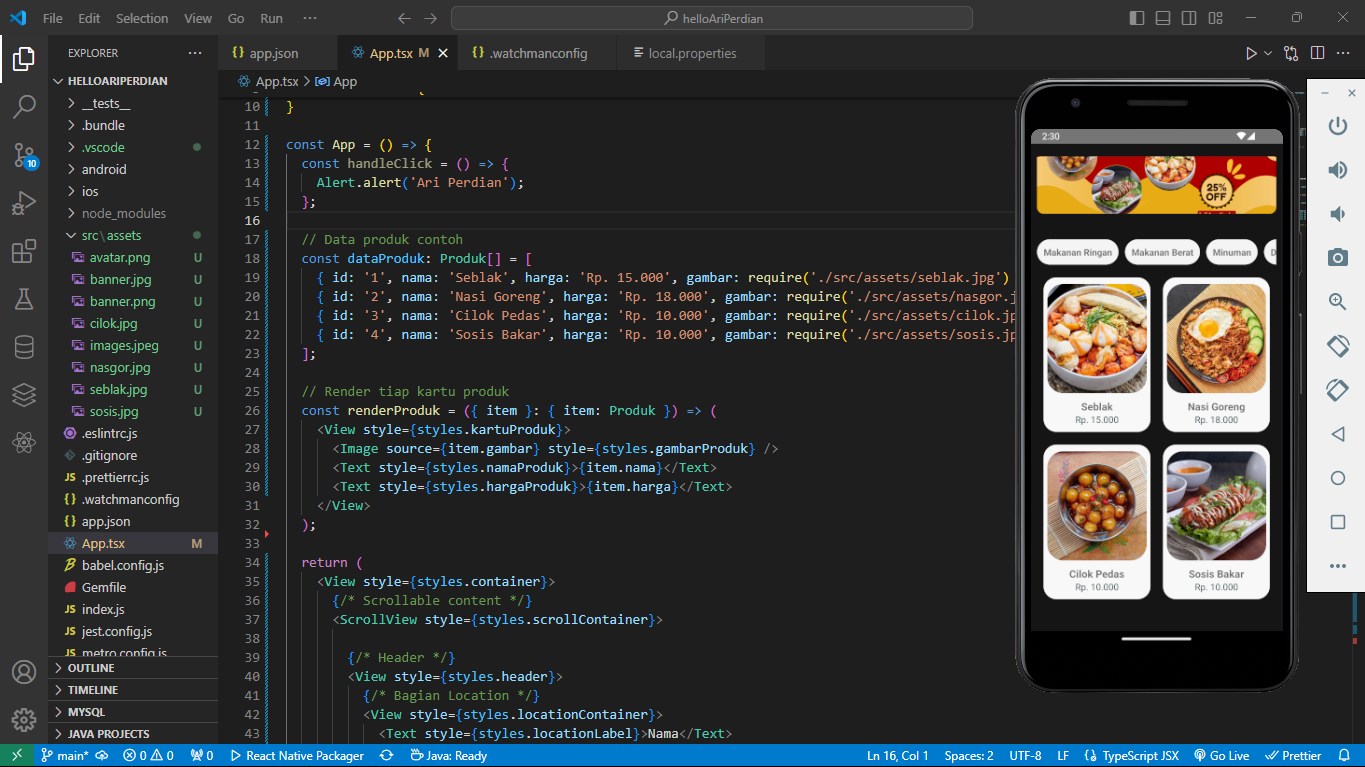 File Edit Selection View Go Run ··· helloAriPerdian
EXPLORER ···
HELLOARIPERDIAN
__tests__
.bundle
.vscode
android
ios
node_modules
src\assets
avatar.png U
banner.jpg U
banner.png U
cilok.jpg U
images.jpeg U
nasgor.jpg U
seblak.jpg U
sosis.jpg U
.eslintrc.js
.gitignore
.prettierrc.js
.watchmanconfig
app.json
App.tsx M
babel.config.js
Gemfile
index.js
jest.config.js
metro.config.js
OUTLINE
TIMELINE
MYSQL
JAVA PROJECTS
10
app.json App.tsx M .watchmanconfig local.properties
App.tsx > App
10 }
11
12 const App = () => {
13 const handleClick = () => {
14 Alert.alert('Ari Perdian');
15 };
16
17 // Data produk contoh
18 const dataProduk: Produk[] = [
19 { id: '1', nama: 'Seblak', harga: 'Rp. 15.000', gambar: require('./src/assets/seblak.jpg')
20 { id: '2', nama: 'Nasi Goreng', harga: 'Rp. 18.000', gambar: require('./src/assets/nasgor.j
21 { id: '3', nama: 'Cilok Pedas', harga: 'Rp. 10.000', gambar: require('./src/assets/cilok.jp
22 { id: '4', nama: 'Sosis Bakar', harga: 'Rp. 10.000', gambar: require('./src/assets/sosis.jp
23 ];
24
25 // Render tiap kartu produk
26 const renderProduk = ({ item }: { item: Produk }) => (
27 <View style={styles.kartuProduk}>
28 <Image source={item.gambar} style={styles.gambarProduk} />
29 <Text style={styles.namaProduk}>{item.nama}</Text>
30 <Text style={styles.hargaProduk}>{item.harga}</Text>
31 </View>
32 );
33
34 return (
35 <View style={styles.container}>
36 {/* Scrollable content */}
37 <ScrollView style={styles.scrollContainer}>
38
39 {/* Header */}
40 <View style={styles.header}>
41 {/* Bagian Location */}
42 <View style={styles.locationContainer}>
43 <Text style={styles.locationLabel}>Nama</Text>
2:30
25%
OFF
Makanan Ringan Makanan Berat Minuman
Seblak
Rp. 15.000
Nasi Goreng
Rp. 18.000
Cilok Pedas
Rp. 10.000
Sosis Bakar
Rp. 10.000
main* 0 0 0 React Native Packager Java: Ready Ln 16, Col 1 Spaces: 2 UTF-8 LF TypeScript JSX Go Live Prettier